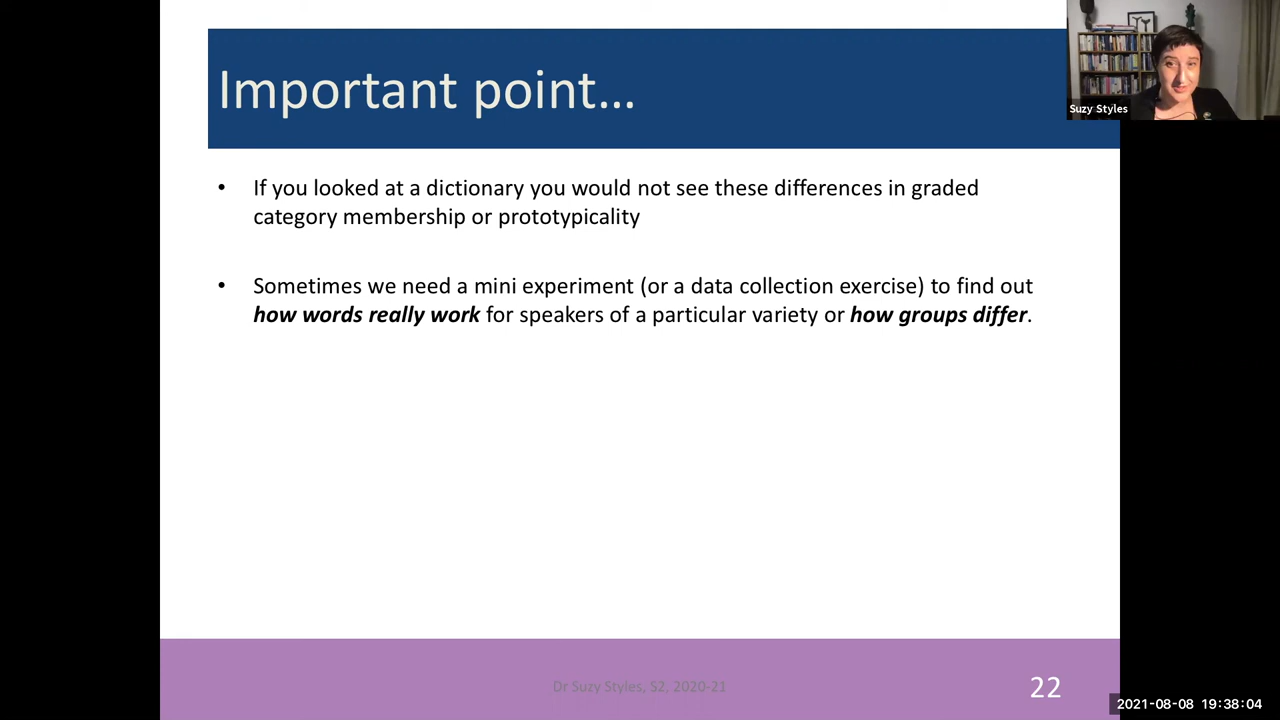 Important point...
Suzy Styles
• If you looked at a dictionary you would not see these differences in graded
category membership or prototypicality
• Sometimes we need a mini experiment (or a data collection exercise) to find out
how words really work for speakers of a particular variety or how groups differ.
Dr Suzy Styles, S2, 2020-21
22
2021-08-08 19:38:04